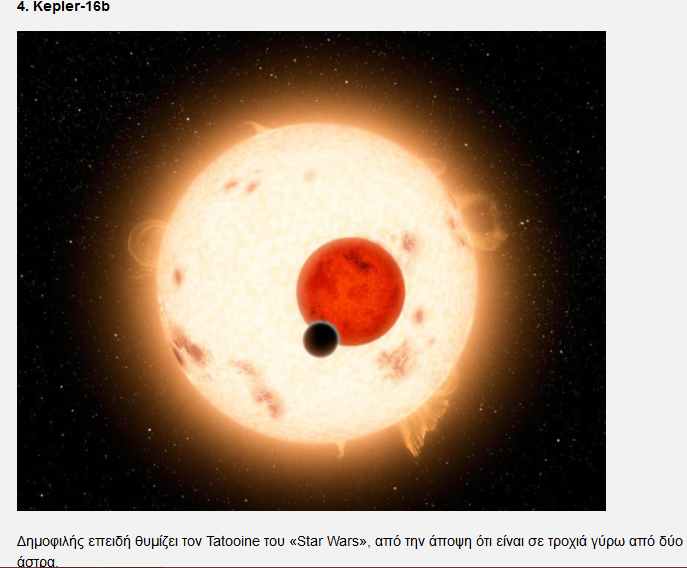 4. Kepler-16b
Δημοφιλής επειδή θυμίζει τον Tatooine του «Star Wars», από την άποψη ότι είναι σε τροχιά γύρω από δύο
άστρα.